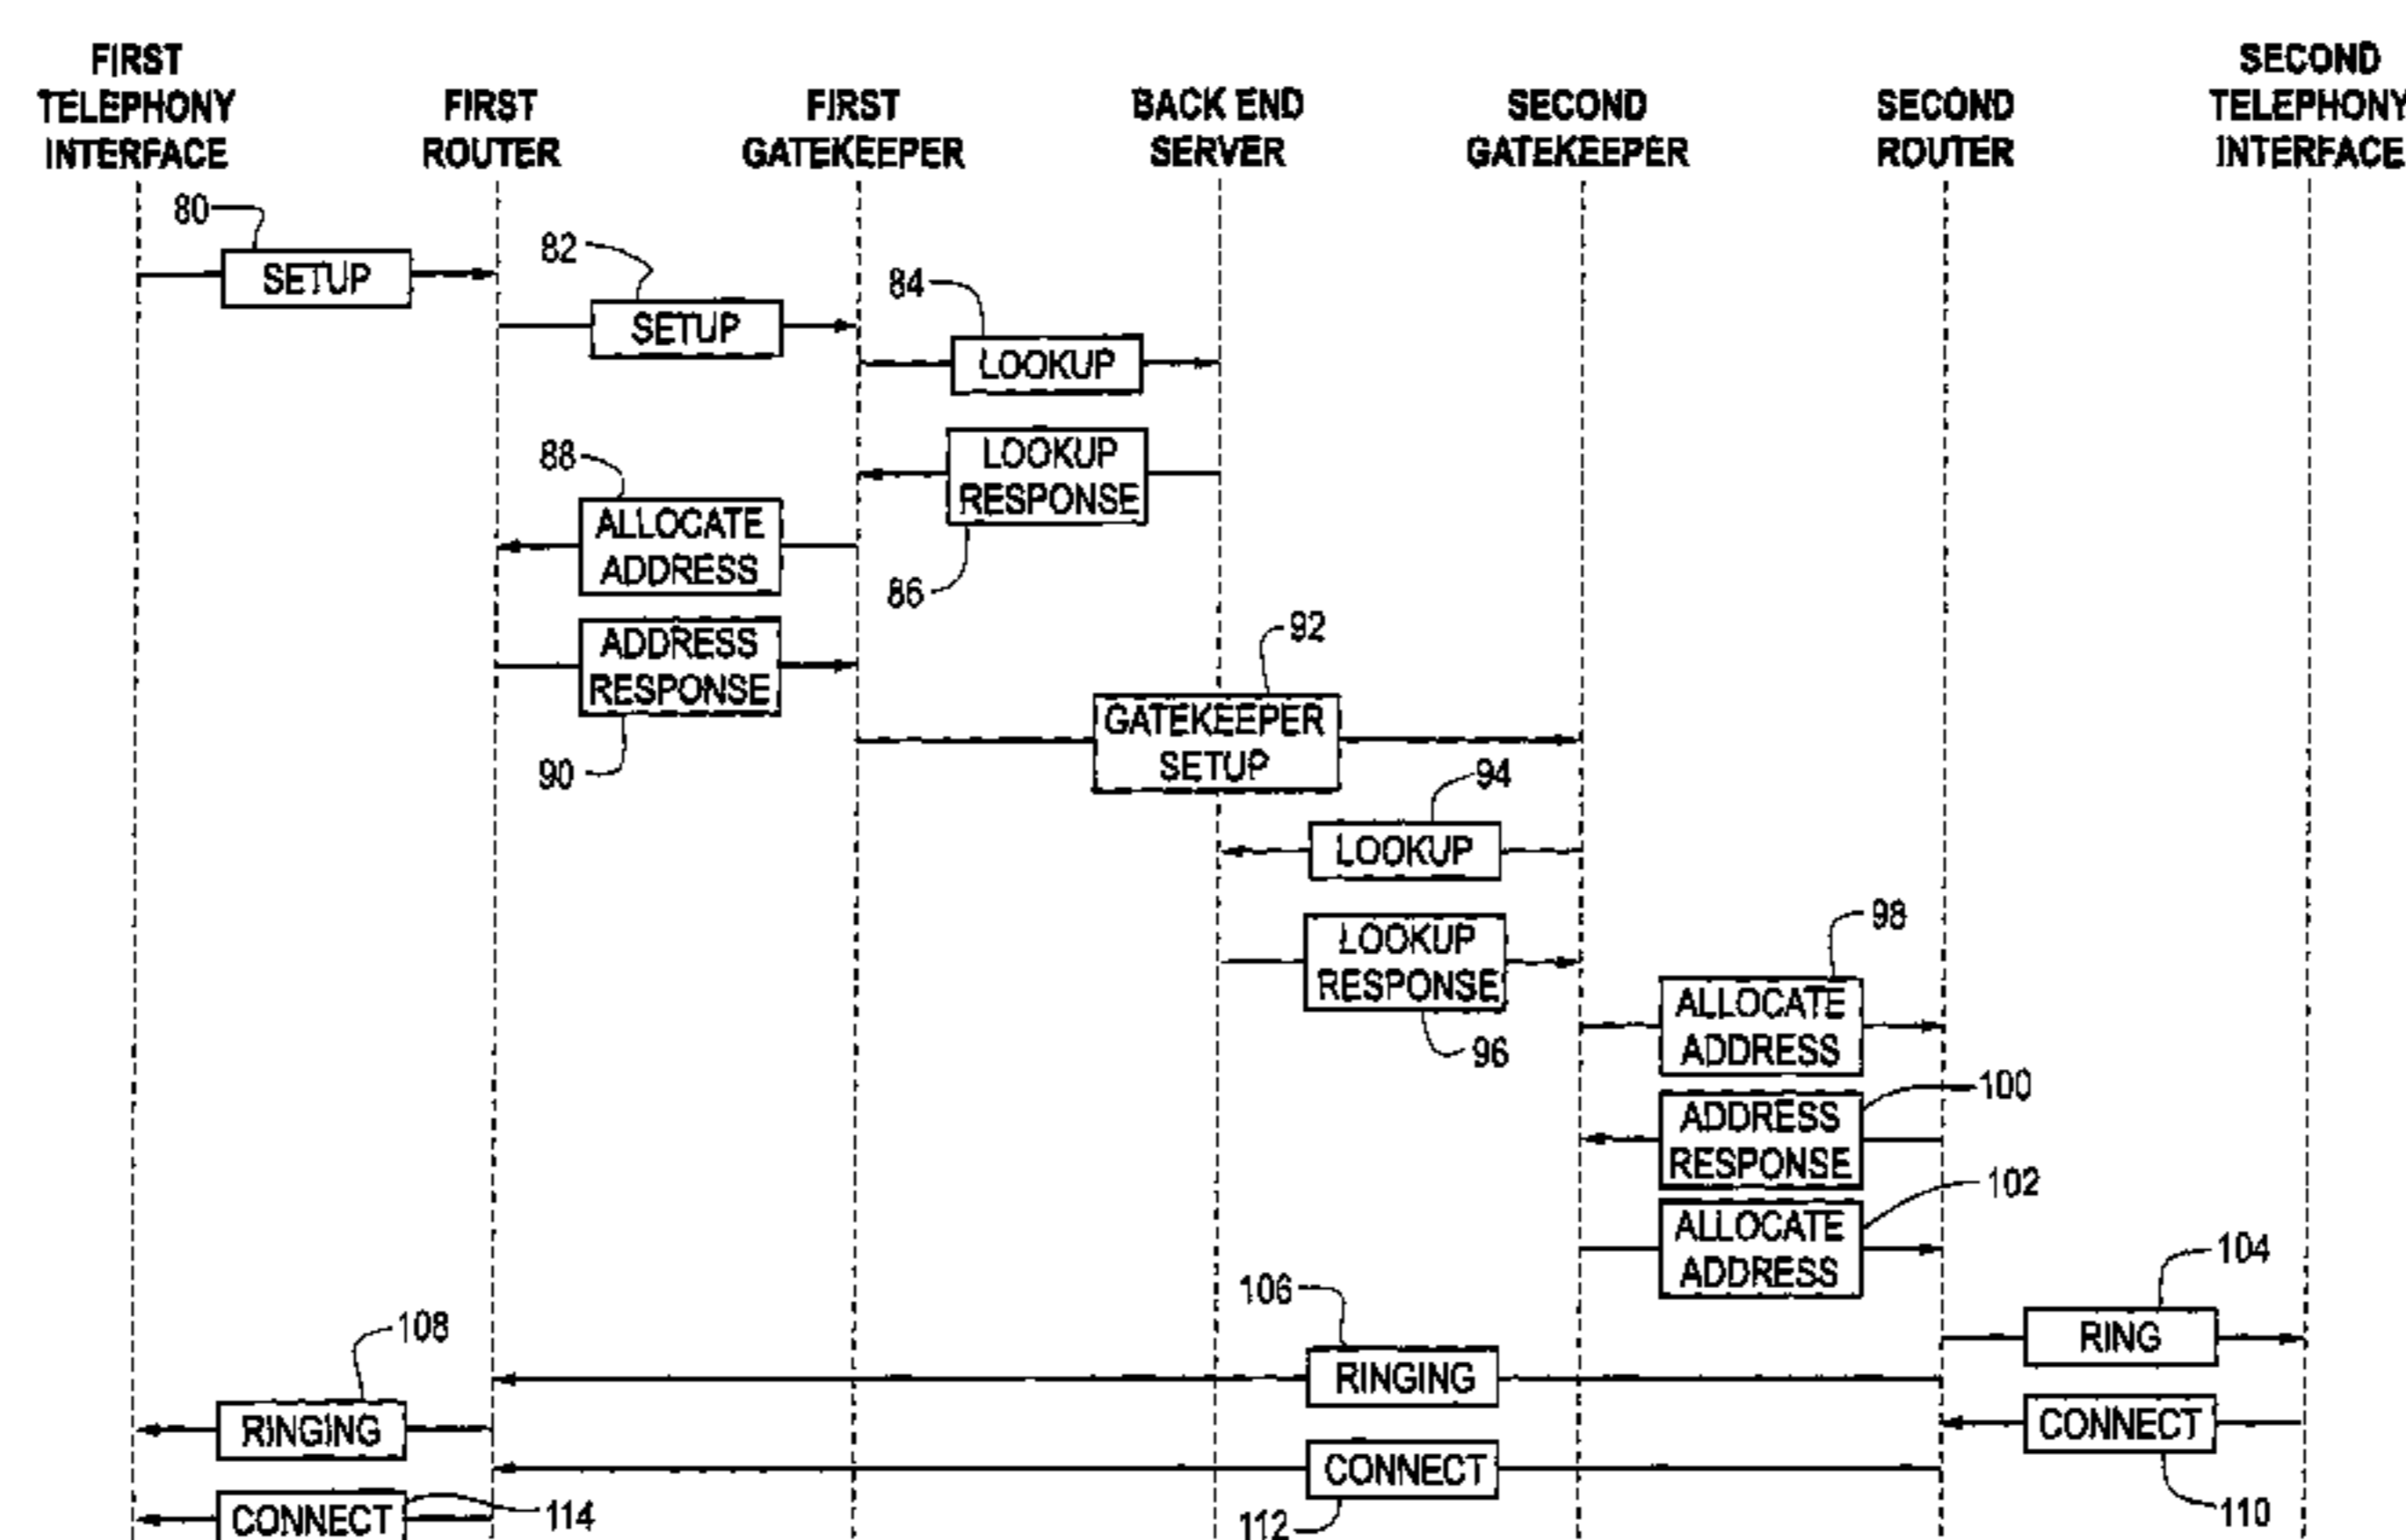 FIRST
TELEPHONY
INTERFACE
FIRST
ROUTER
FIRST
GATEKEEPER
BACK END
SERVER
SECOND
GATEKEEPER
SECOND
ROUTER
SECOND
TELEPHONY
INTERFACE
80
SETUP
82
SETUP
84
LOOKUP
LOOKUP
RESPONSE
86
88
ALLOCATE
ADDRESS
ADDRESS
RESPONSE
90
92
GATEKEEPER
SETUP
94
LOOKUP
LOOKUP
RESPONSE
96
98
ALLOCATE
ADDRESS
100
ADDRESS
RESPONSE
102
ALLOCATE
ADDRESS
104
RING
106
RINGING
108
RINGING
CONNECT
110
CONNECT
112
CONNECT
114